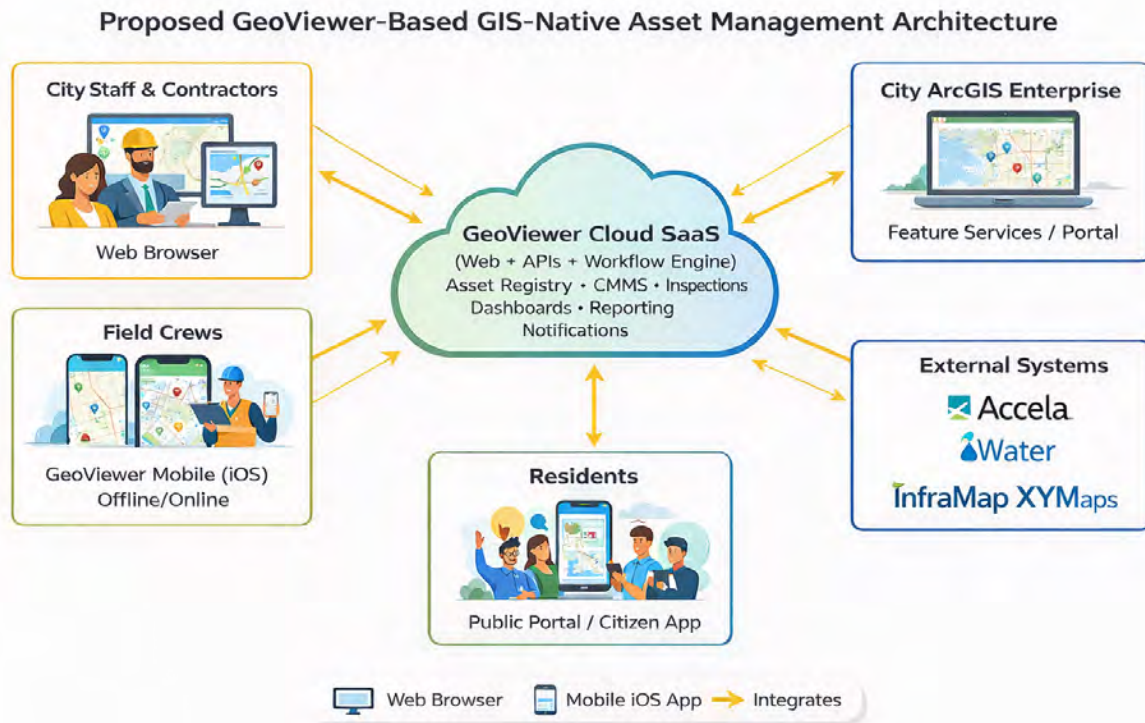 Proposed GeoViewer-Based GIS-Native Asset Management Architecture
City Staff & Contractors
Web Browser
Field Crews
GeoViewer Mobile (iOS)
Offline/Online
GeoViewer Cloud SaaS
(Web + APIs + Workflow Engine)
Asset Registry • CMMS • Inspections
Dashboards • Reporting
Notifications
Residents
Public Portal / Citizen App
City ArcGIS Enterprise
Feature Services / Portal
External Systems
Accela
Water
InfraMap XYMaps
Web Browser Mobile iOS App Integrates